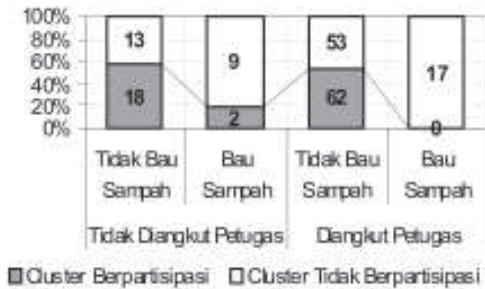 100%
80%
60%
40%
20%
0%
13 9 53 17
18 2 62 0
Tidak Bau Bau Tidak Bau Bau
Sampah Sampah Sampah Sampah
Tidak Diangkut Petugas Diangkut Petugas
Cluster Berpartisipasi Cluster Tidak Berpartisipasi